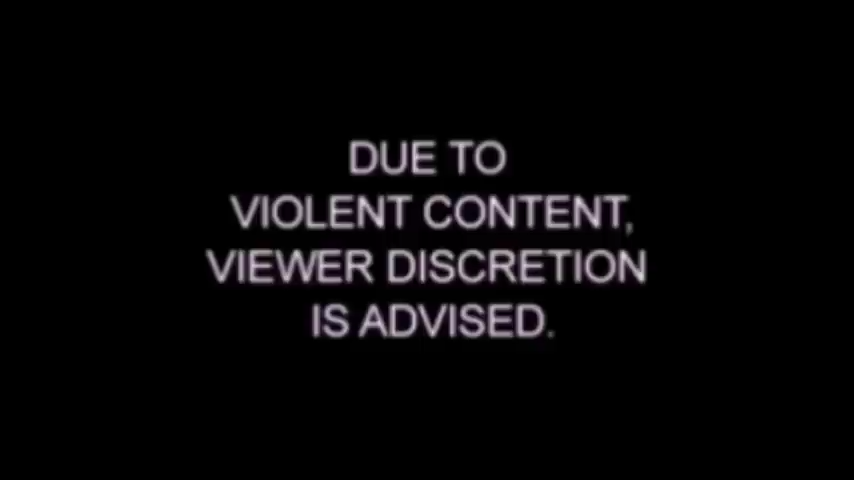 DUE TO
VIOLENT CONTENT,
VIEWER DISCRETION
IS ADVISED.